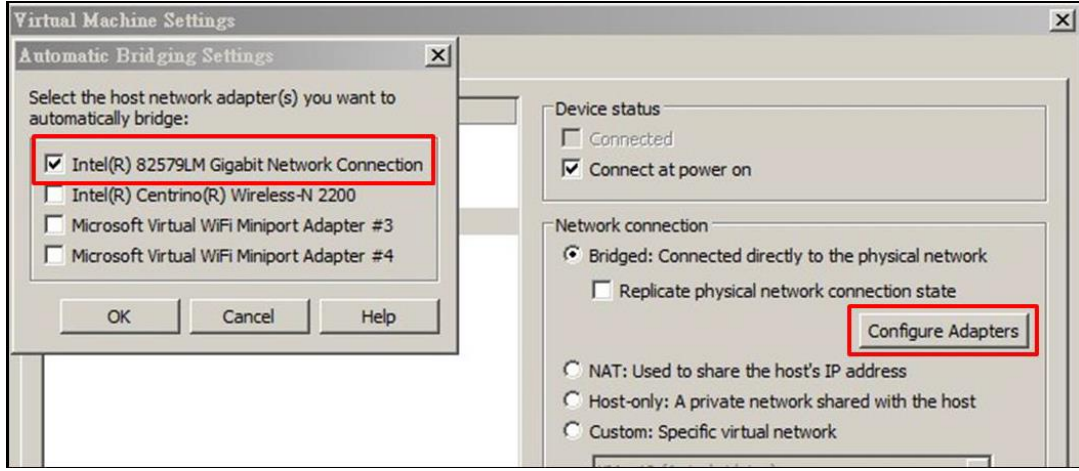 Virtual Machine Settings
Automatic Bridging Settings
Select the host network adapter(s) you want to
automatically bridge:
Intel(R) 82579LM Gigabit Network Connection
Intel(R) Centrino(R) Wireless-N 2200
Microsoft Virtual WiFi Miniport Adapter #3
Microsoft Virtual WiFi Miniport Adapter #4
OK Cancel Help
Device status
Connected
Connect at power on
Network connection
Bridged: Connected directly to the physical network
Replicate physical network connection state
Configure Adapters
NAT: Used to share the host's IP address
Host-only: A private network shared with the host
Custom: Specific virtual network